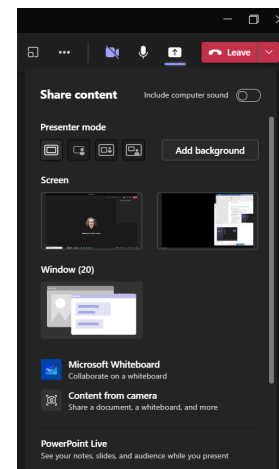 Leave
Share content
Include computer sound
Presenter mode
Add background
Screen
Window (20)
Microsoft Whiteboard
Collaborate on a whiteboard
Content from camera
Share a document, a whiteboard, and more
PowerPoint Live
See your notes, slides, and audience while you present